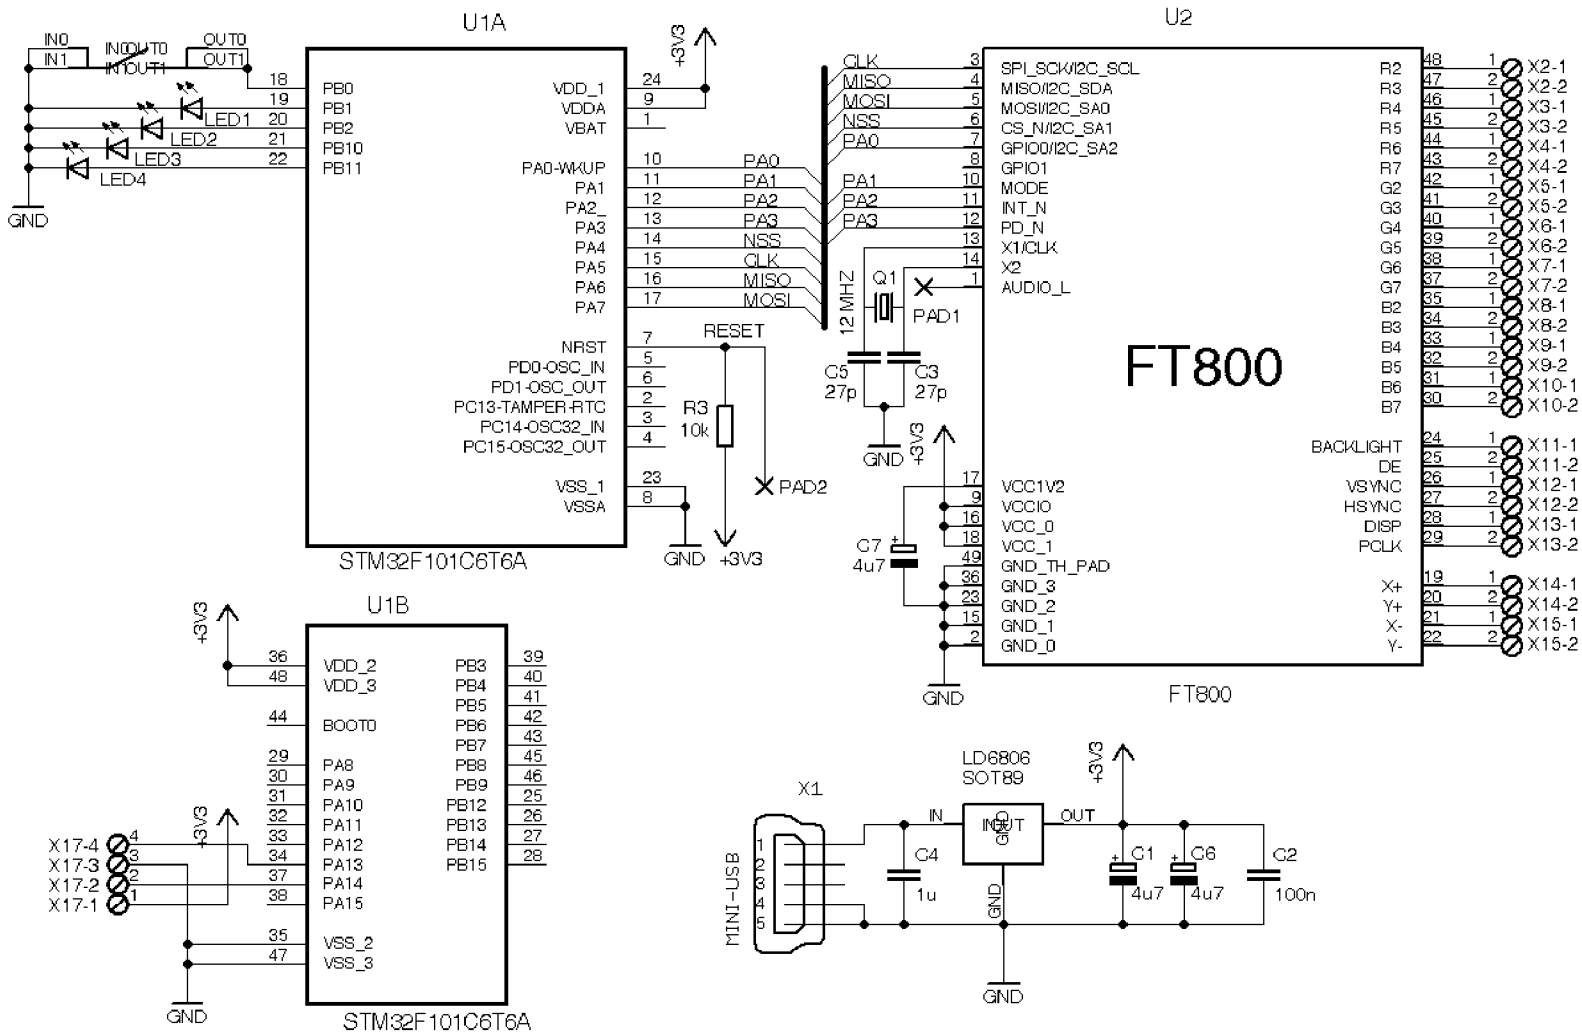 U1A
IN0
IN1
IN0OUT0
IN1OUT1
OUT0
OUT1
LED1
LED2
LED3
LED4
GND
18 PB0
19 PB1
20 PB2
21 PB10
22 PB11
VDD_1 24
VDDA 9
VBAT 1
+3V3
PA0-WKUP 10 PA0
PA1 11 PA1
PA2_ 12 PA2
PA3 13 PA3
PA4 14 NSS
PA5 15 CLK
PA6 16 MISO
PA7 17 MOSI
NRST 7 RESET
PD0-OSC_IN 5
PD1-OSC_OUT 6
PC13-TAMPER-RTC 2
PC14-OSC32_IN 3
PC15-OSC32_OUT 4
VSS_1 23
VSSA 8
R3
10k
PAD2
GND
+3V3
STM32F101C6T6A
U2
CLK 3 SPI_SCK/I2C_SCL
MISO 4 MISO/I2C_SDA
MOSI 5 MOSI/I2C_SA0
NSS 6 CS_N/I2C_SA1
PA0 7 GPIO0/I2C_SA2
8 GPIO1
PA1 10 MODE
PA2 11 INT_N
PA3 12 PD_N
13 X1/CLK
14 X2
1 AUDIO_L
12 MHZ
Q1
PAD1
C5
27p
C3
27p
GND
+3V3
17 VCC1V2
9 VCCIO
16 VCC_0
18 VCC_1
49 GND_TH_PAD
36 GND_3
23 GND_2
15 GND_1
2 GND_0
C7
+
4u7
GND
FT800
R2 48 1 X2-1
R3 47 2 X2-2
R4 46 1 X3-1
R5 45 2 X3-2
R6 44 1 X4-1
R7 43 2 X4-2
G2 42 1 X5-1
G3 41 2 X5-2
G4 40 1 X6-1
G5 39 2 X6-2
G6 38 1 X7-1
G7 37 2 X7-2
B2 35 1 X8-1
B3 34 2 X8-2
B4 33 1 X9-1
B5 32 2 X9-2
B6 31 1 X10-1
B7 30 2 X10-2
BACKLIGHT 24 1 X11-1
DE 25 2 X11-2
VSYNC 26 1 X12-1
HSYNC 27 2 X12-2
DISP 28 1 X13-1
PCLK 29 2 X13-2
X+ 19 1 X14-1
Y+ 20 2 X14-2
X- 21 1 X15-1
Y- 22 2 X15-2
FT800
U1B
+3V3
36 VDD_2
48 VDD_3
44 BOOT0
29 PA8
30 PA9
31 PA10
32 PA11
33 PA12
34 PA13
37 PA14
38 PA15
35 VSS_2
47 VSS_3
PB3 39
PB4 40
PB5 41
PB6 42
PB7 43
PB8 45
PB9 46
PB12 25
PB13 26
PB14 27
PB15 28
+3V3
X17-4 4
X17-3 3
X17-2 2
X17-1 1
GND
STM32F101C6T6A
X1
MINI-USB
1
2
3
4
5
C4
1u
LD6806
SOT89
IN
INOUT
GND
OUT
GND
+3V3
+
C1
4u7
+
C6
4u7
C2
100n
GND